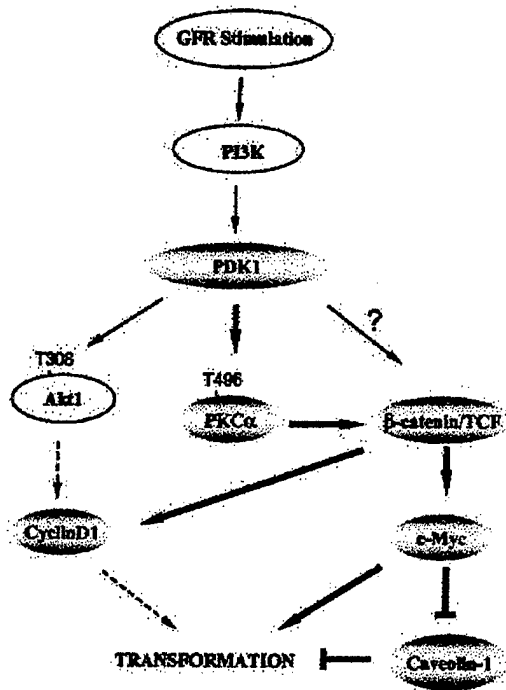 GFR Stimulation
PI3K
PDK1
?
T308
Akt1
T496
PKCα
β-catenin/TCF
CyclinD1
c-Myc
TRANSFORMATION
Caveolin-1